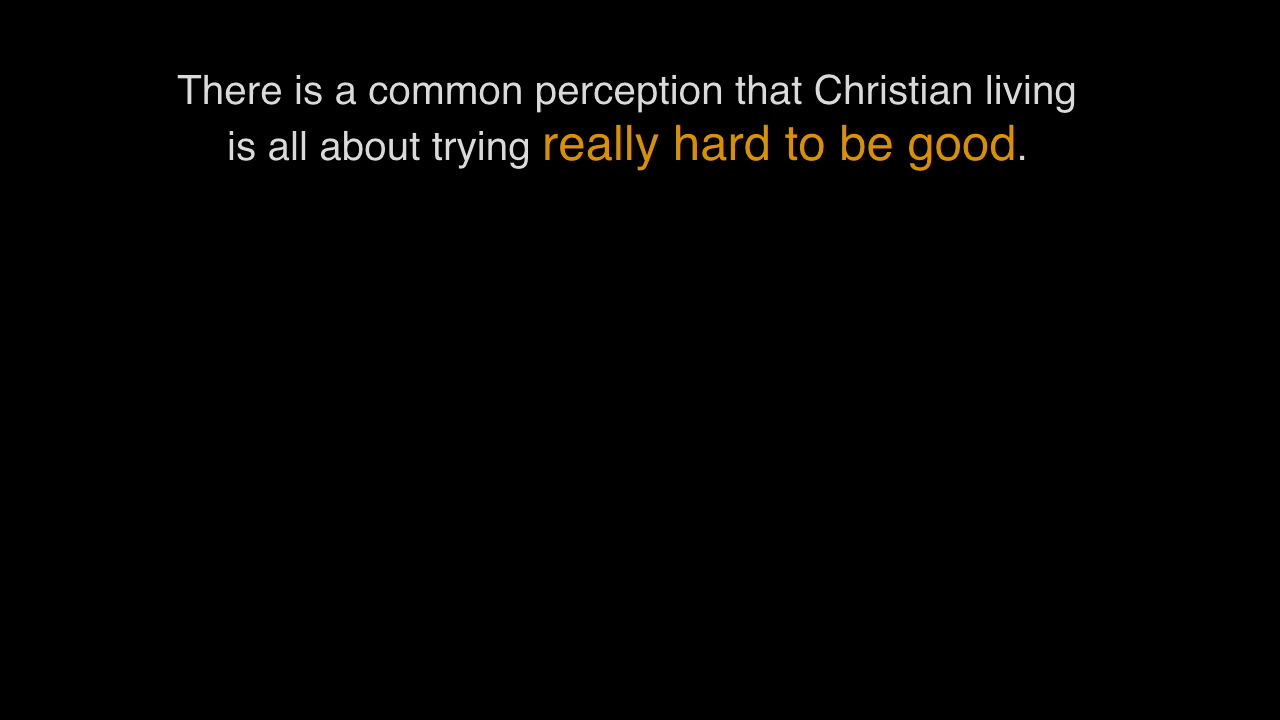 There is a common perception that Christian living
is all about trying really hard to be good.